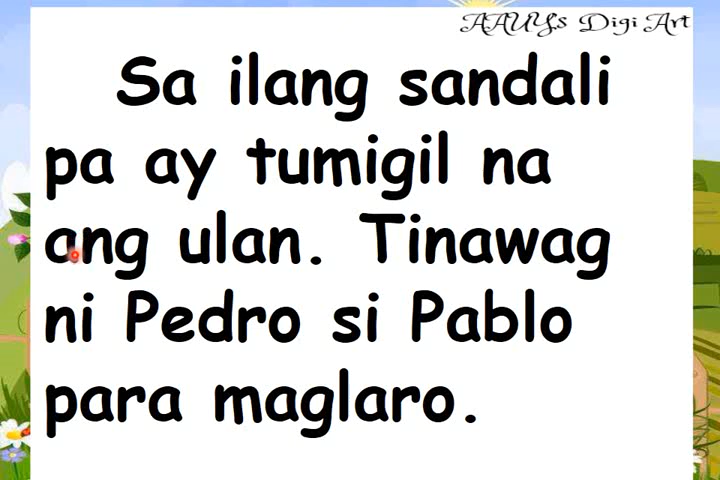 AAUYs Digi Art
Sa ilang sandali
pa ay tumigil na
ang ulan. Tinawag
ni Pedro si Pablo
para maglaro.